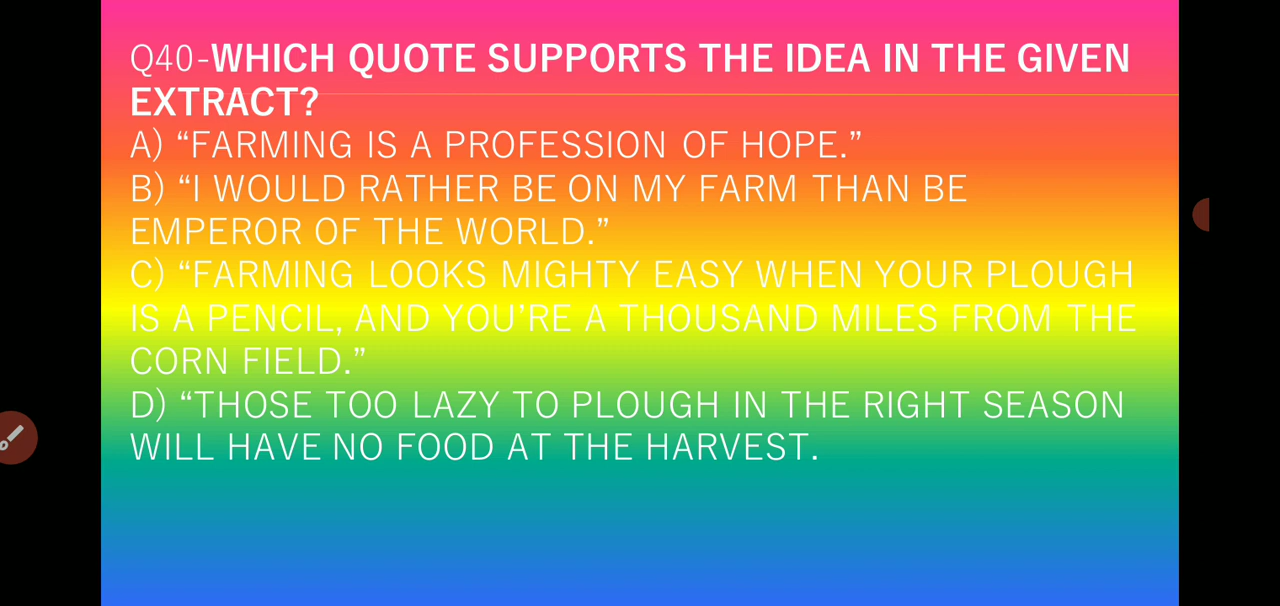 Q40-WHICH QUOTE SUPPORTS THE IDEA IN THE GIVEN
EXTRACT?
A) “FARMING IS A PROFESSION OF HOPE.”
B) “I WOULD RATHER BE ON MY FARM THAN BE
EMPEROR OF THE WORLD.”
C) “FARMING LOOKS MIGHTY EASY WHEN YOUR PLOUGH
IS A PENCIL, AND YOU’RE A THOUSAND MILES FROM THE
CORN FIELD.”
D) “THOSE TOO LAZY TO PLOUGH IN THE RIGHT SEASON
WILL HAVE NO FOOD AT THE HARVEST.